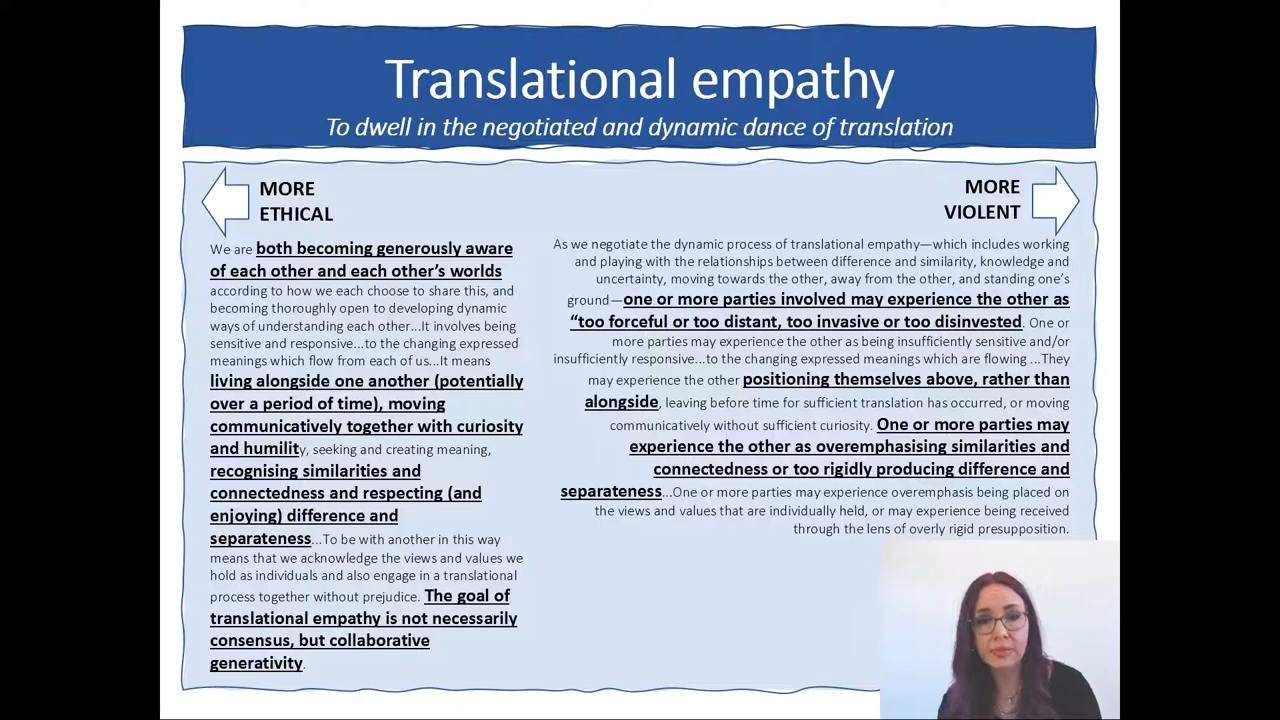 Translational empathy
To dwell in the negotiated and dynamic dance of translation
MORE
ETHICAL
We are both becoming generously aware
of each other and each other's worlds
according to how we each choose to share this, and
becoming thoroughly open to developing dynamic
ways of understanding each other...It involves being
sensitive and responsive...to the changing expressed
meanings which flow from each of us...It means
living alongside one another (potentially
over a period of time), moving
communicatively together with curiosity
and humility, seeking and creating meaning,
recognising similarities and
connectedness and respecting (and
enjoying) difference and
separateness...To be with another in this way
means that we acknowledge the views and values we
hold as individuals and also engage in a translational
process together without prejudice. The goal of
translational empathy is not necessarily
consensus, but collaborative
generativity.
MORE
VIOLENT
As we negotiate the dynamic process of translational empathy—which includes working
and playing with the relationships between difference and similarity, knowledge and
uncertainty, moving towards the other, away from the other, and standing one's
ground—one or more parties involved may experience the other as
“too forceful or too distant, too invasive or too disinvested. One or
more parties may experience the other as being insufficiently sensitive and/or
insufficiently responsive...to the changing expressed meanings which are flowing ...They
may experience the other positioning themselves above, rather than
alongside, leaving before time for sufficient translation has occurred, or moving
communicatively without sufficient curiosity. One or more parties may
experience the other as overemphasising similarities and
connectedness or too rigidly producing difference and
separateness...One or more parties may experience overemphasis being placed on
the views and values that are individually held, or may experience being received
through the lens of overly rigid presupposition.